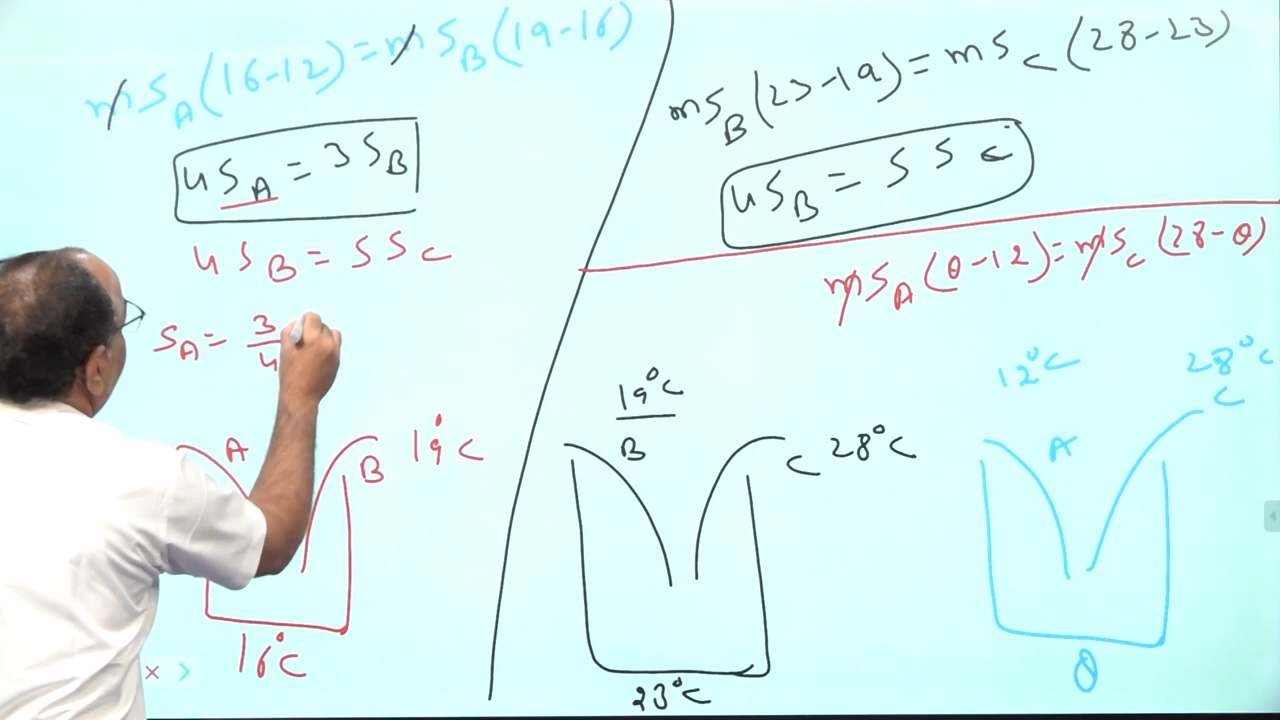 mS_A(16-12)=mS_B(19-16)
4S_A = 3S_B
4S_B = 5S_C
S_A = 3/4
A
B
19°C
16°C
mS_B(23-19)=mS_C(28-23)
4S_B = 5S_C
mS_A(θ-12)=mS_C(28-θ)
19°C
B
C 28°C
23°C
12°C
28°C
C
A
θ